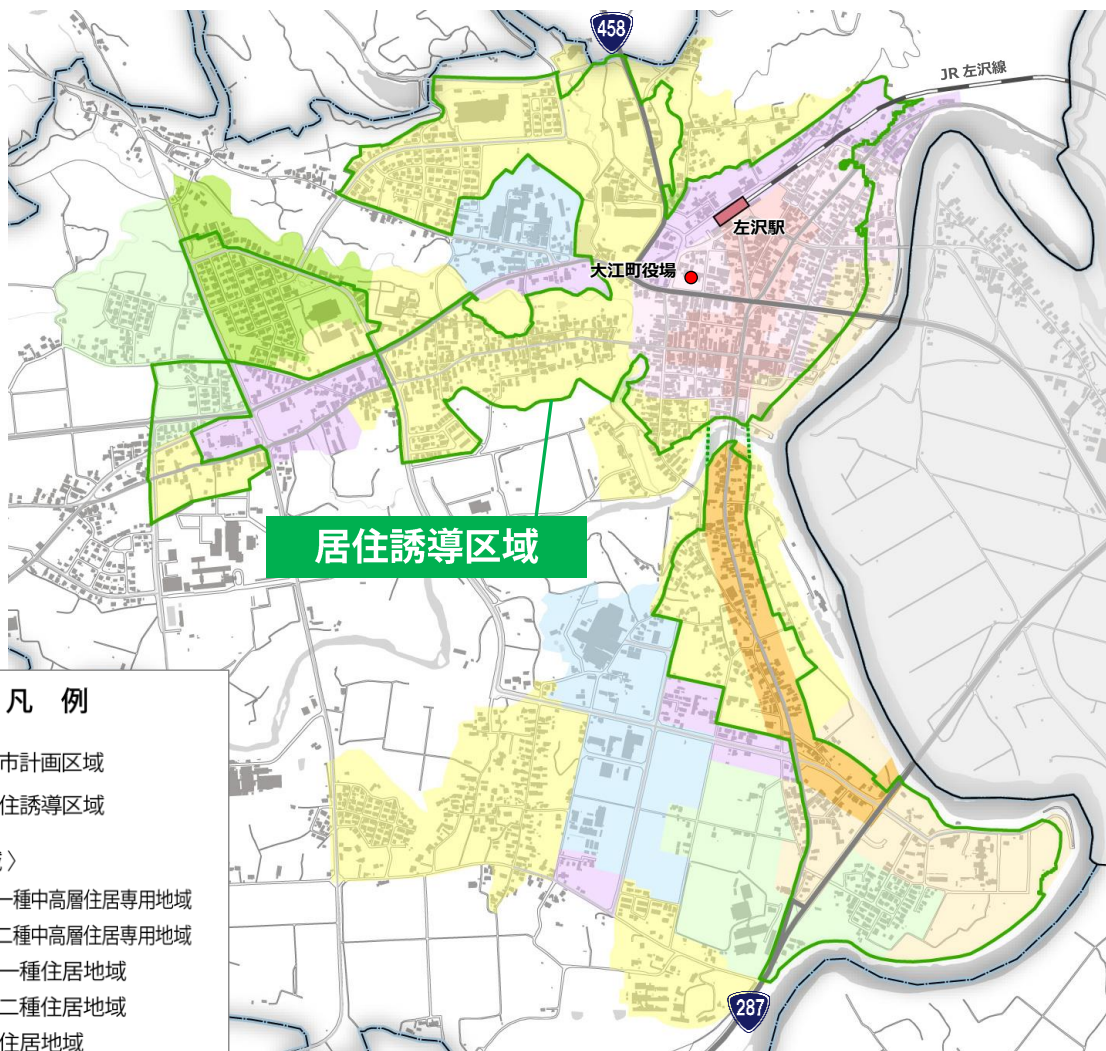 458
JR 左沢線
左沢駅
大江町役場
居住誘導区域
凡 例
市計画区域
住誘導区域
域〉
一種中高層住居専用地域
二種中高層住居専用地域
一種住居地域
二種住居地域
住居地域
287